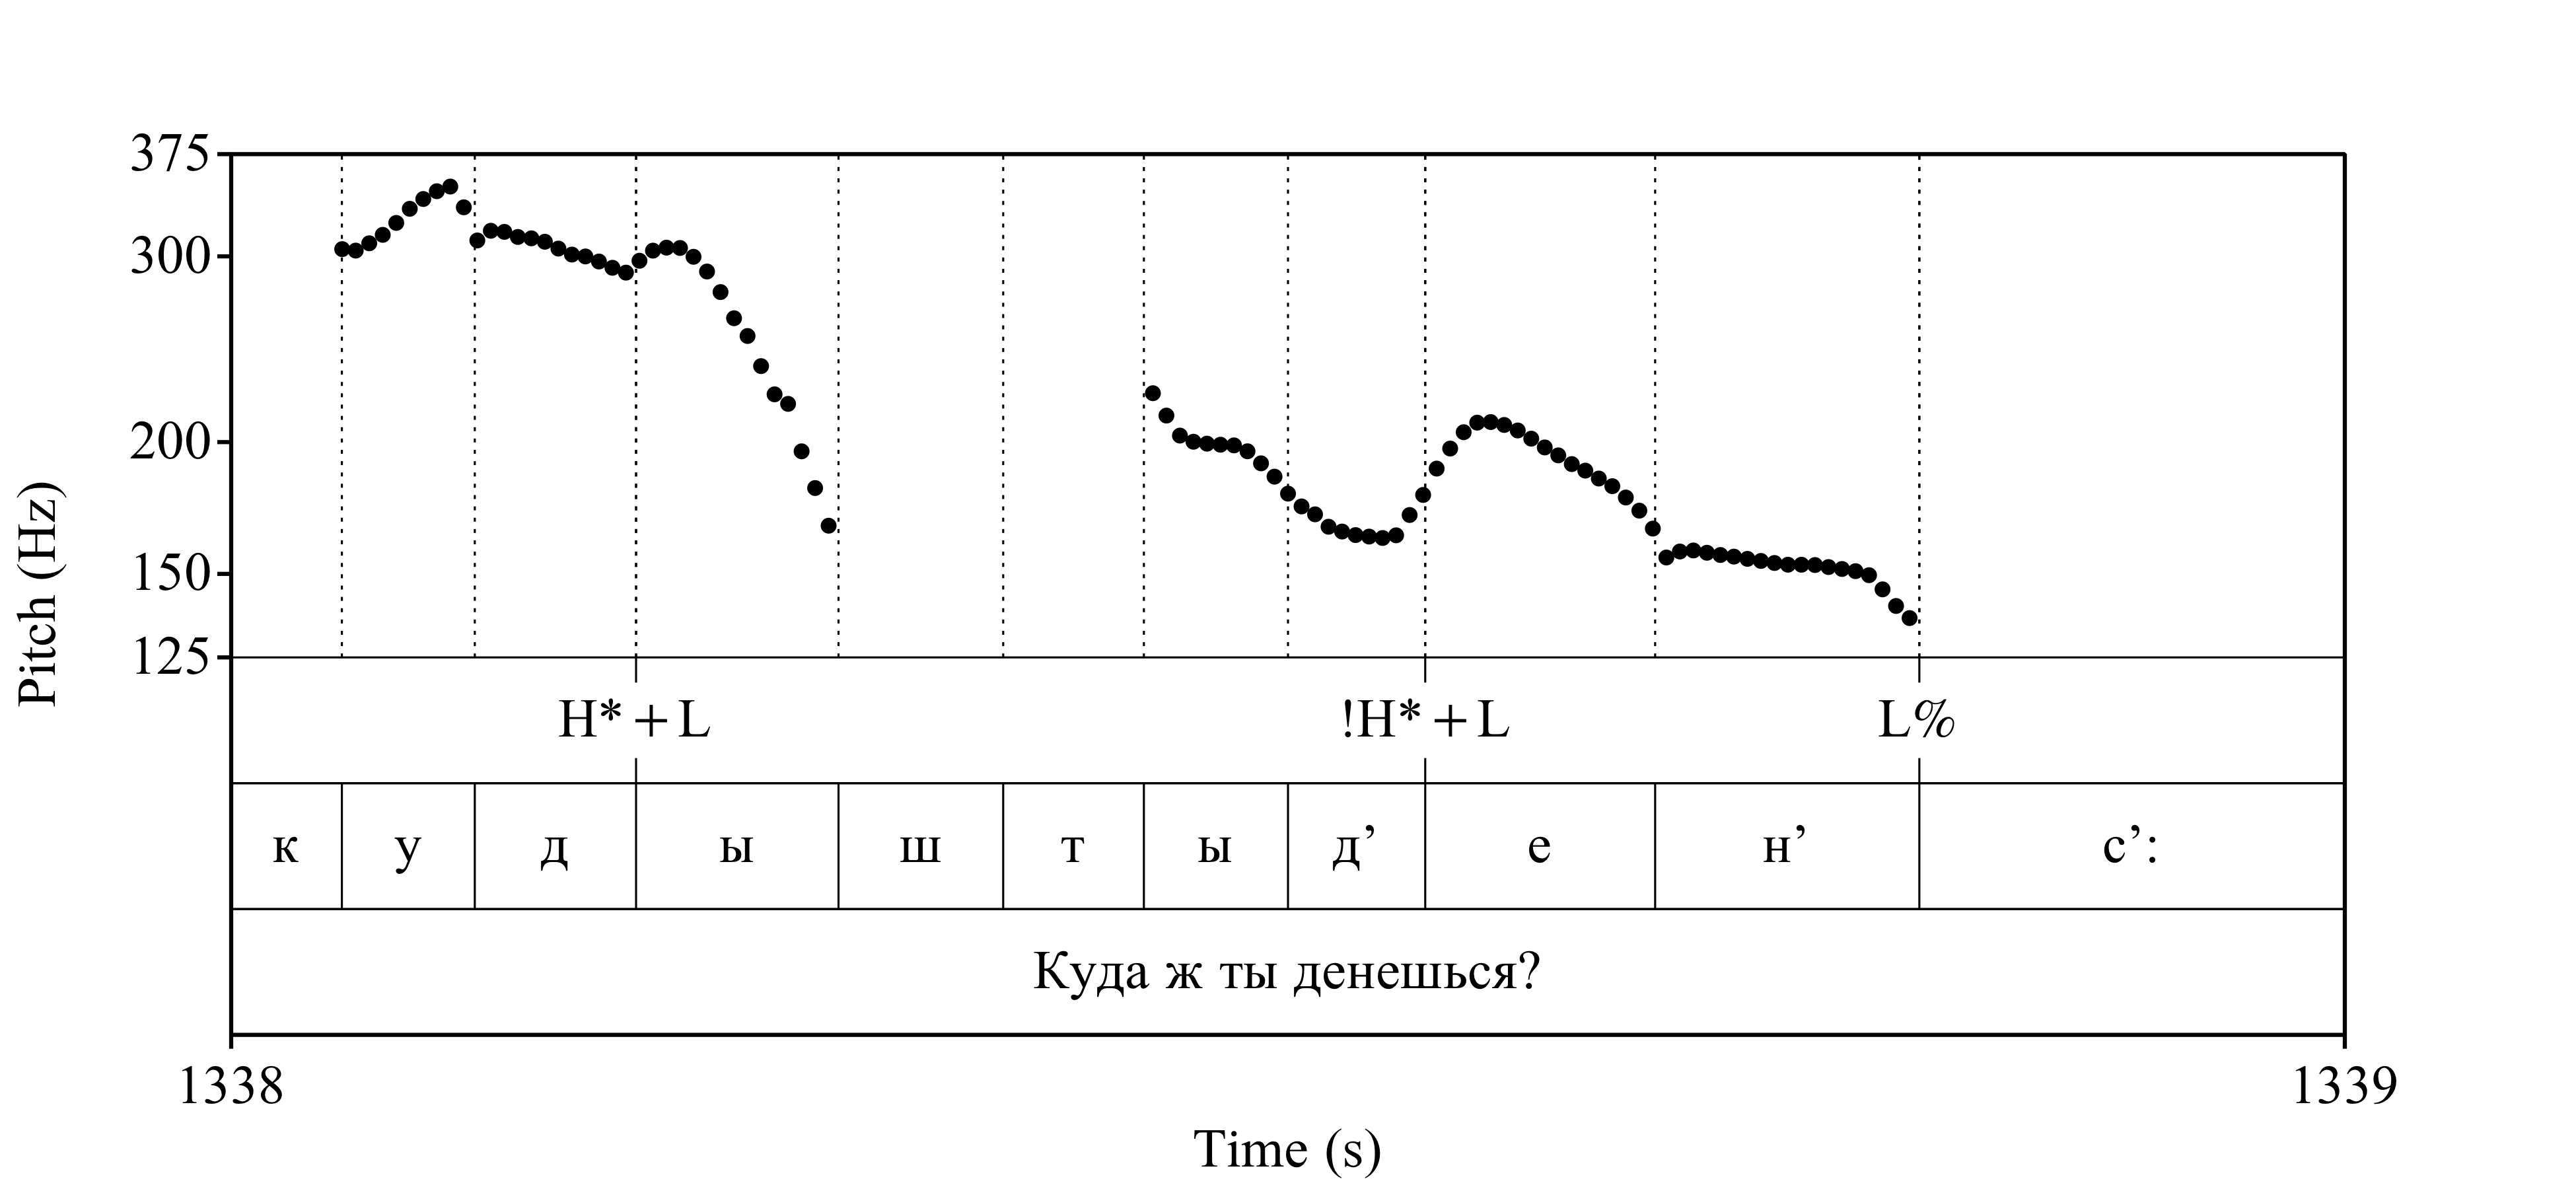 375
300
200
150
125
Pitch (Hz)
H*+L !H*+L L%
к у д ы ш т ы д’ е н’ с’:
Куда ж ты денешься?
1338 1339
Time (s)